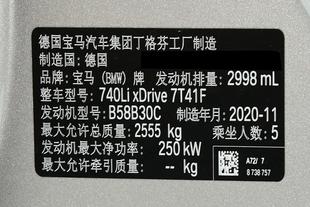 德国宝马汽车集团丁格芬工厂制造
制造国: 德国
品牌: 宝马 (BMW) 牌 发动机排量: 2998 mL
整车型号: 740Li xDrive 7T41F
发动机型号: B58B30C 制造年月: 2020-11
最大允许总质量: 2555 kg 乘坐人数: 5
发动机最大净功率: 250 kW
最大允许牵引质量: -- kg
A72/ 7
8 738 757